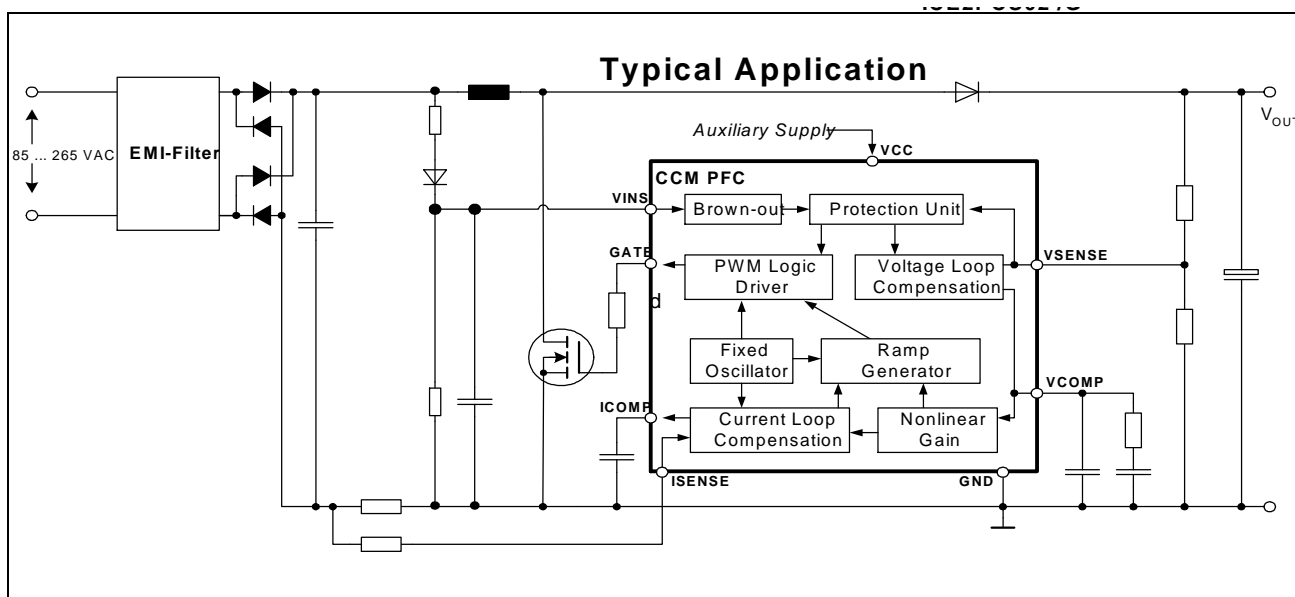 Typical Application
Auxiliary Supply
VCC
VOUT
85 ... 265 VAC
EMI-Filter
CCM PFC
VINS
Brown-out
Protection Unit
GATE
PWM Logic
Driver
Voltage Loop
Compensation
VSENSE
d
Fixed
Oscillator
Ramp
Generator
VCOMP
ICOMP
Current Loop
Compensation
Nonlinear
Gain
ISENSE
GND